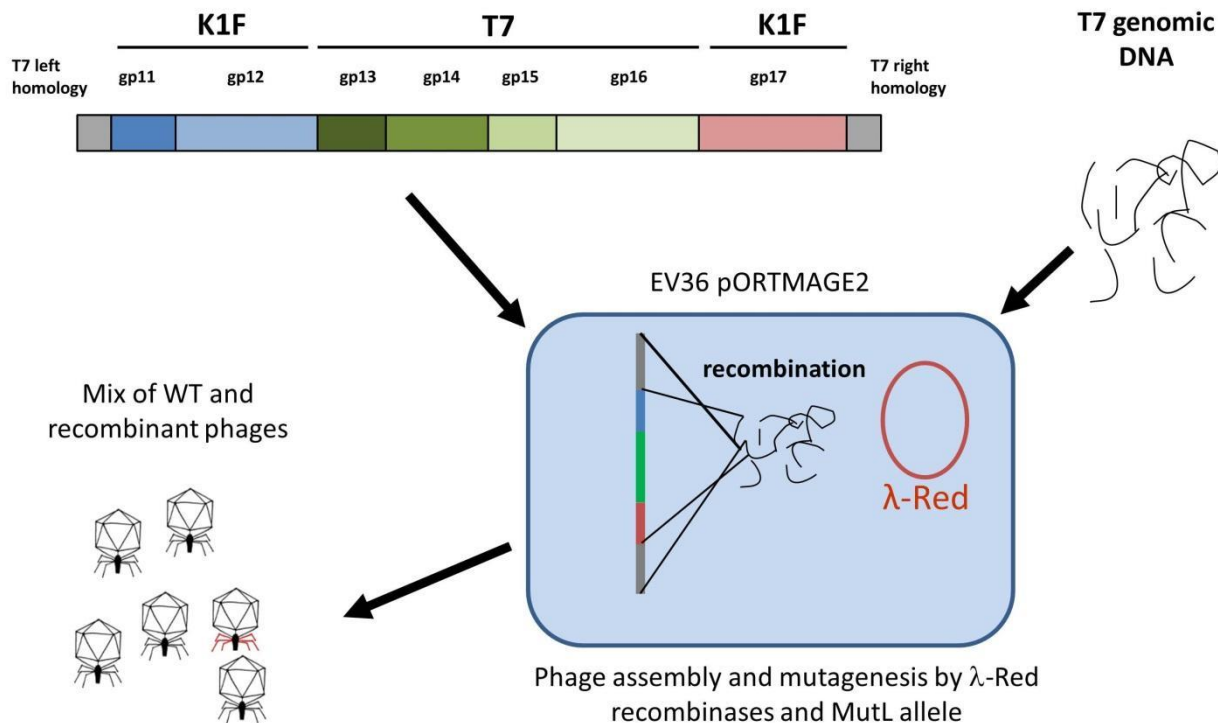 K1F
T7
K1F
T7 genomic
DNA
T7 left
homology
gp11
gp12
gp13
gp14
gp15
gp16
gp17
T7 right
homology
EV36 pORTMAGE2
recombination
λ-Red
Mix of WT and
recombinant phages
Phage assembly and mutagenesis by λ-Red
recombinases and MutL allele